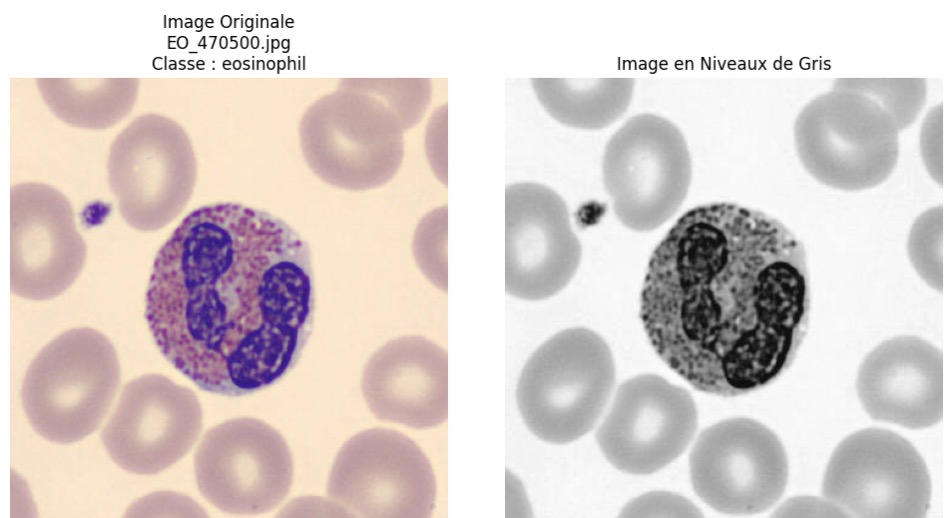 Image Originale
EO_470500.jpg
Classe : eosinophil
Image en Niveaux de Gris